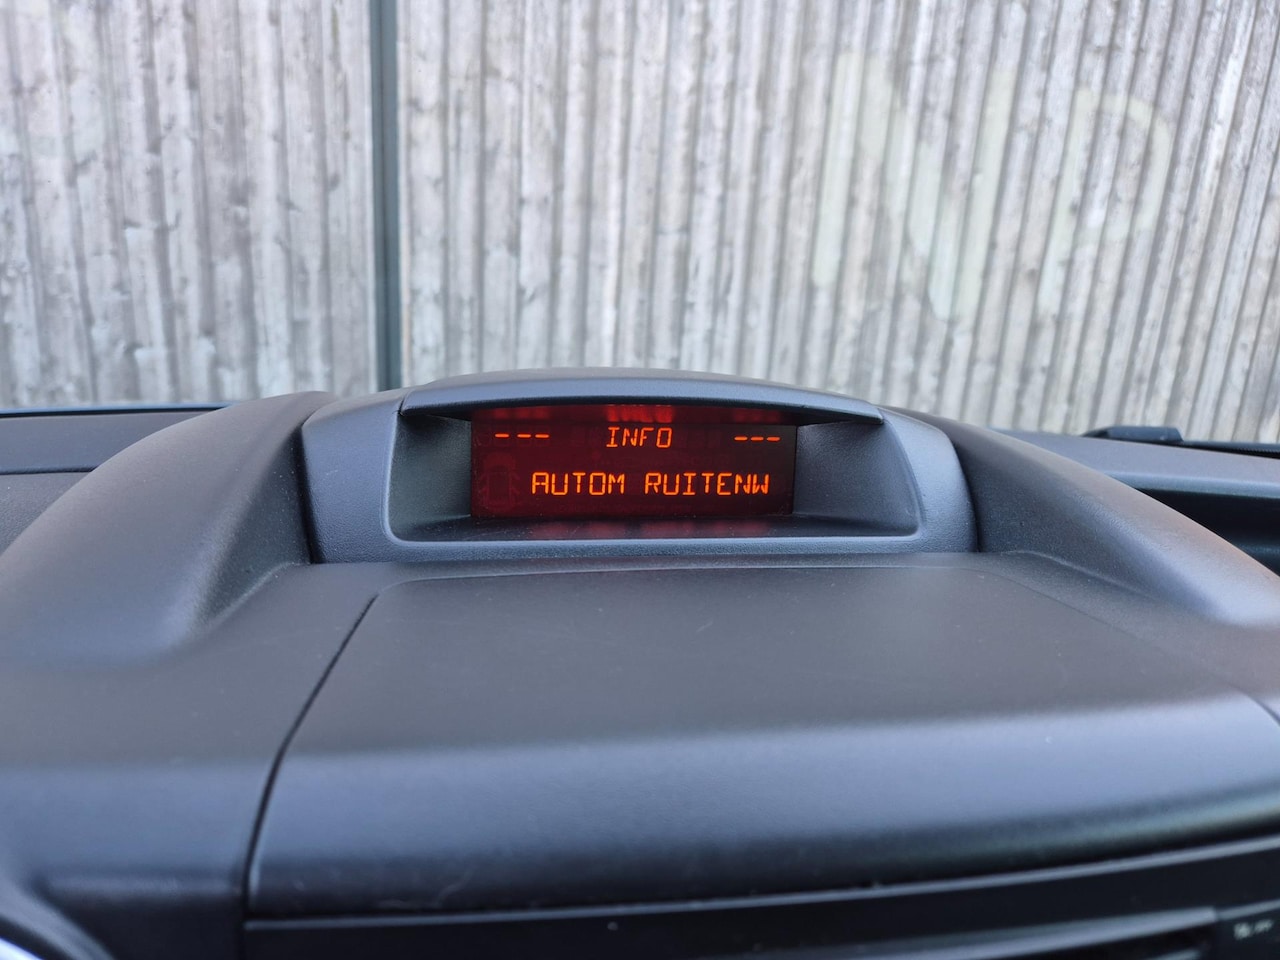 --- INFO ---
AUTOM RUITENW